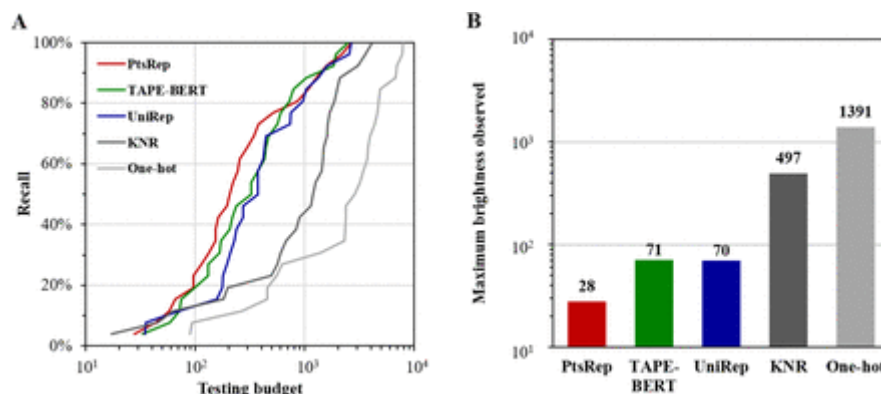 A
100%
80%
60%
40%
20%
0%
Recall
PtsRep
TAPE-BERT
UniRep
KNR
One-hot
10¹ 10² 10³ 10⁴
Testing budget
B
10⁴
10³
10²
10¹
Maximum brightness observed
28
71
70
497
1391
PtsRep TAPE- UniRep KNR One-hot
BERT